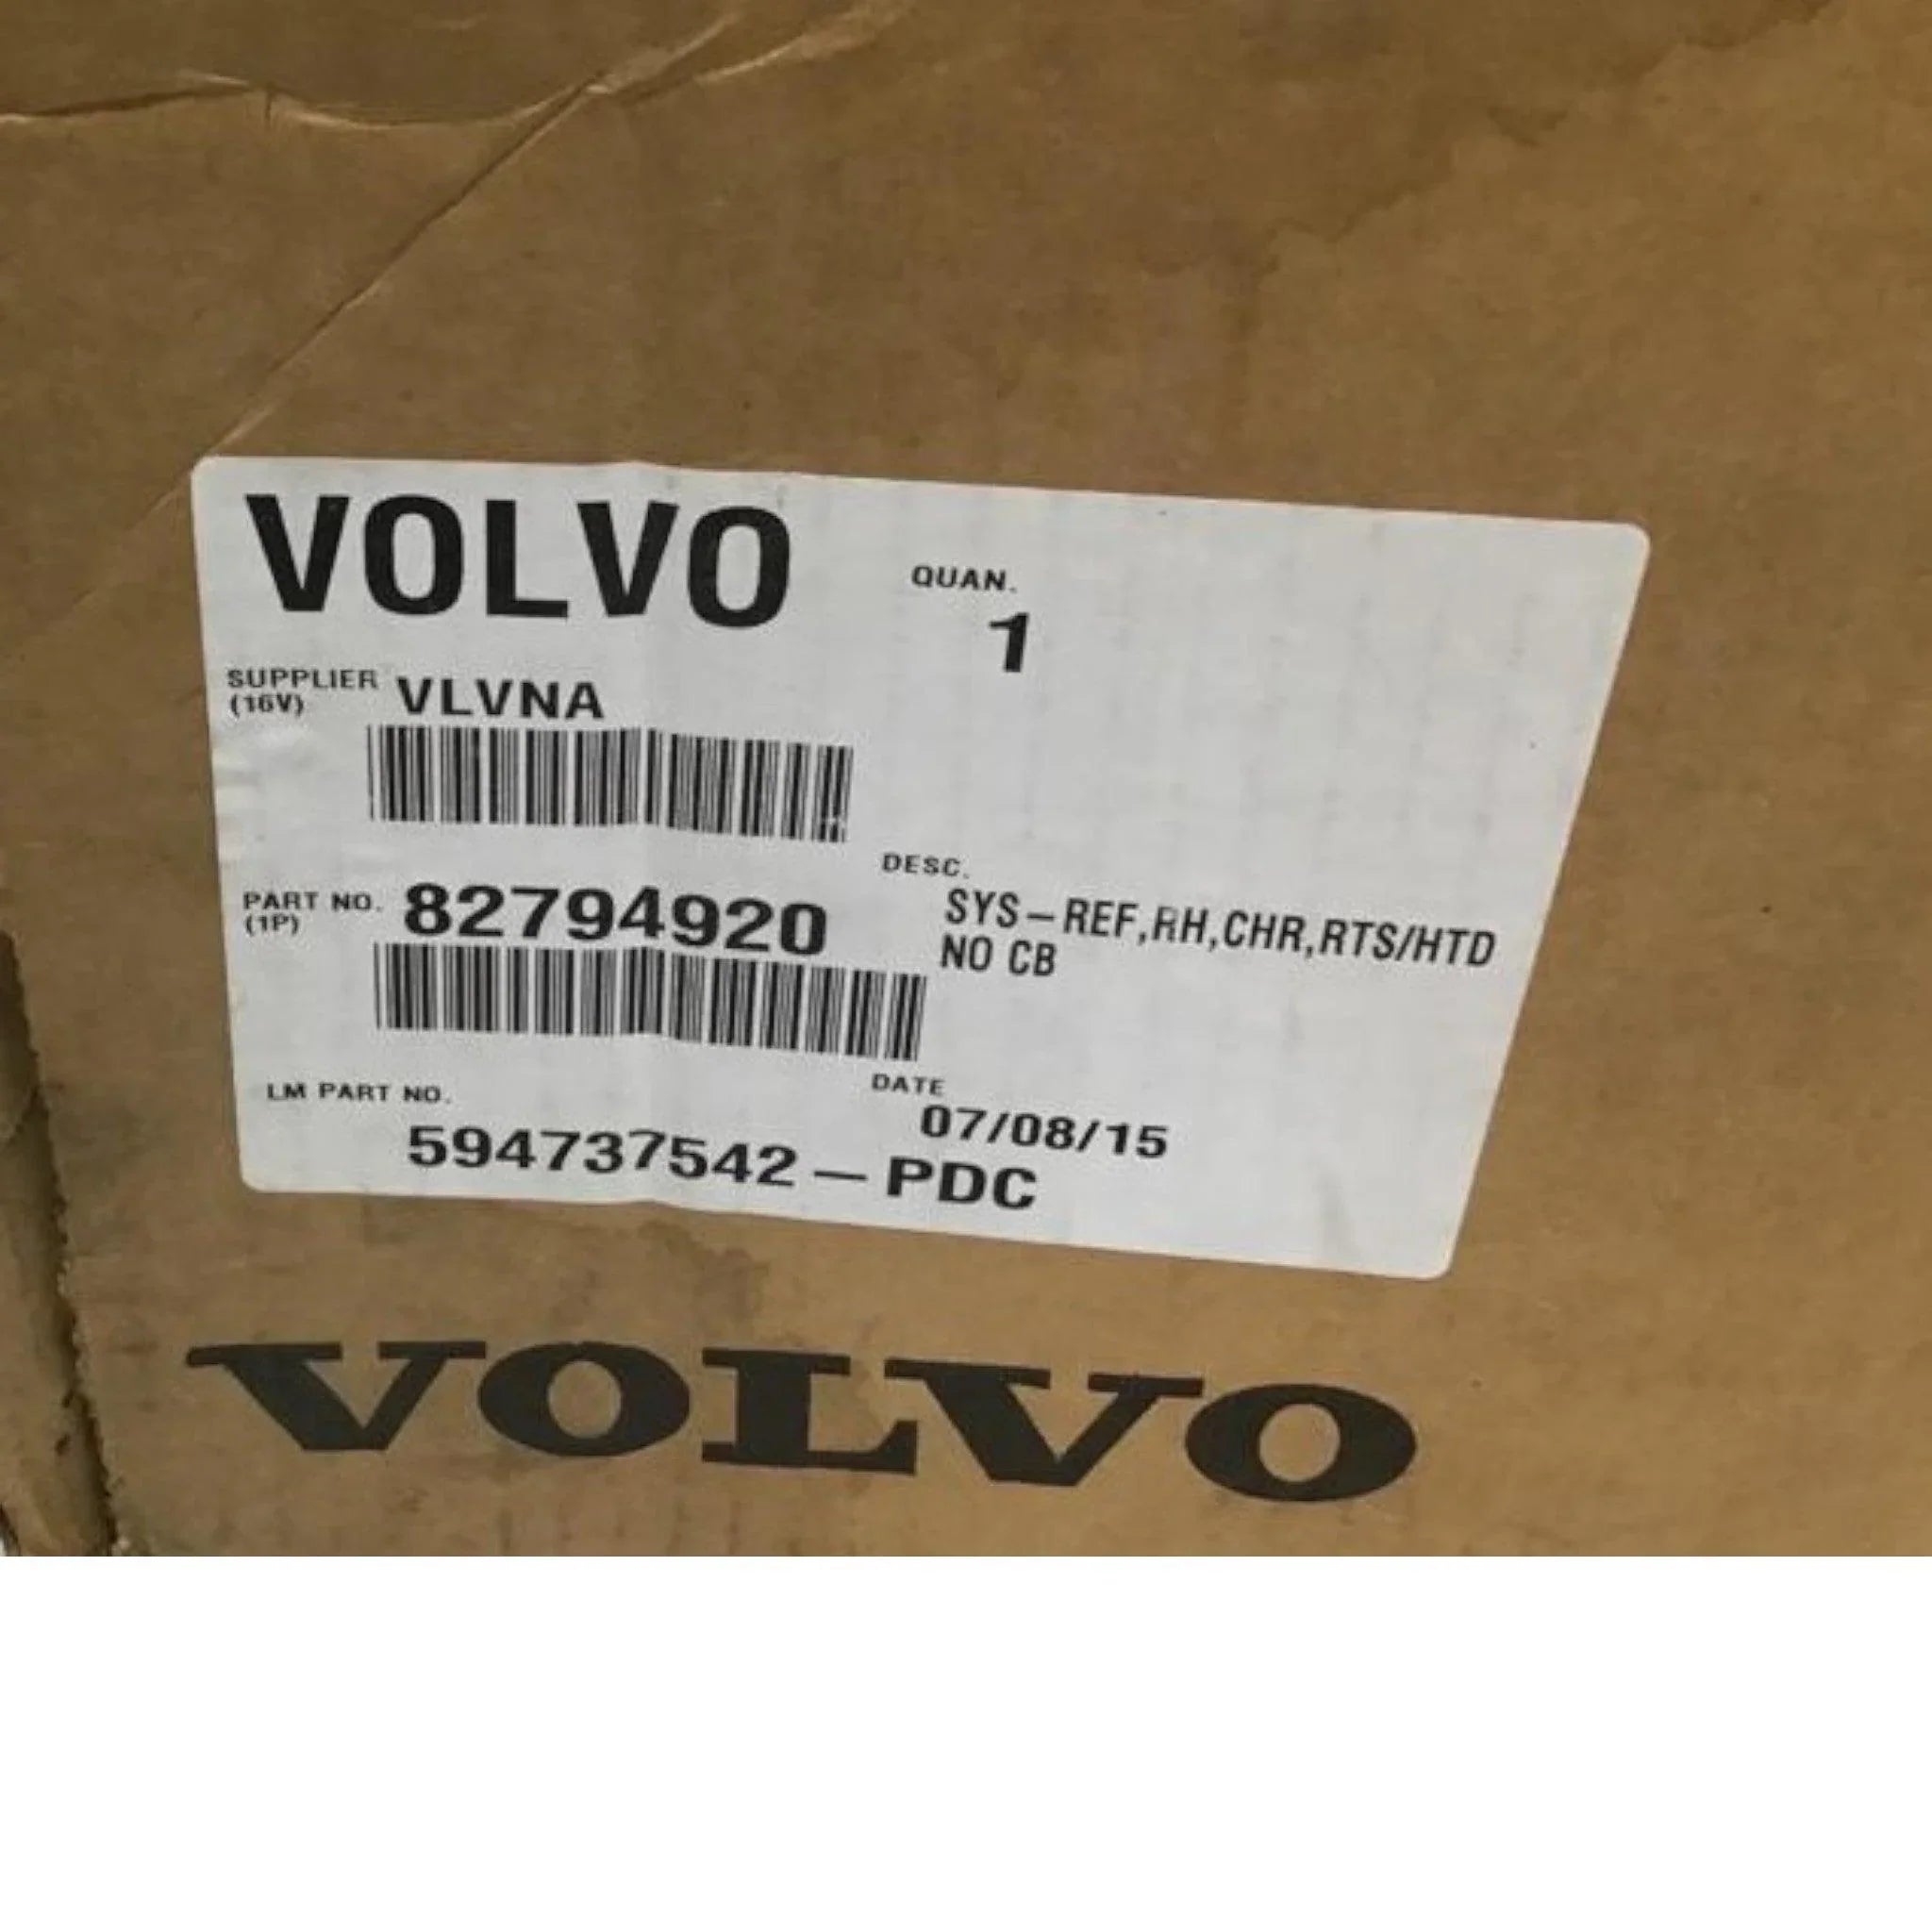 VOLVO
QUAN.
1
SUPPLIER
(16V)
VLVNA
PART NO.
(1P)
82794920
DESC.
SYS-REF,RH,CHR,RTS/HTD
NO CB
LM PART NO.
594737542-PDC
DATE
07/08/15
VOLVO